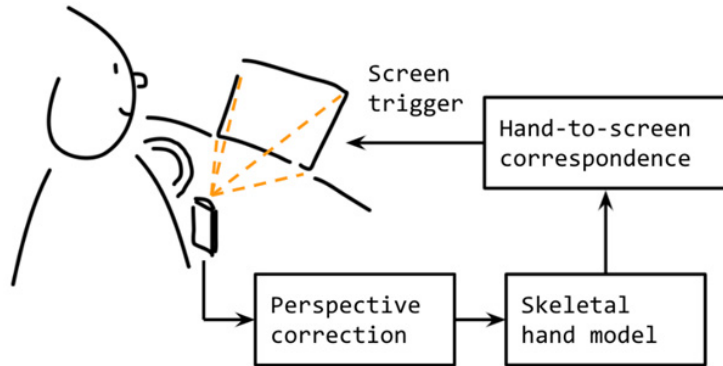 Screen
trigger
Hand-to-screen
correspondence
Perspective
correction
Skeletal
hand model